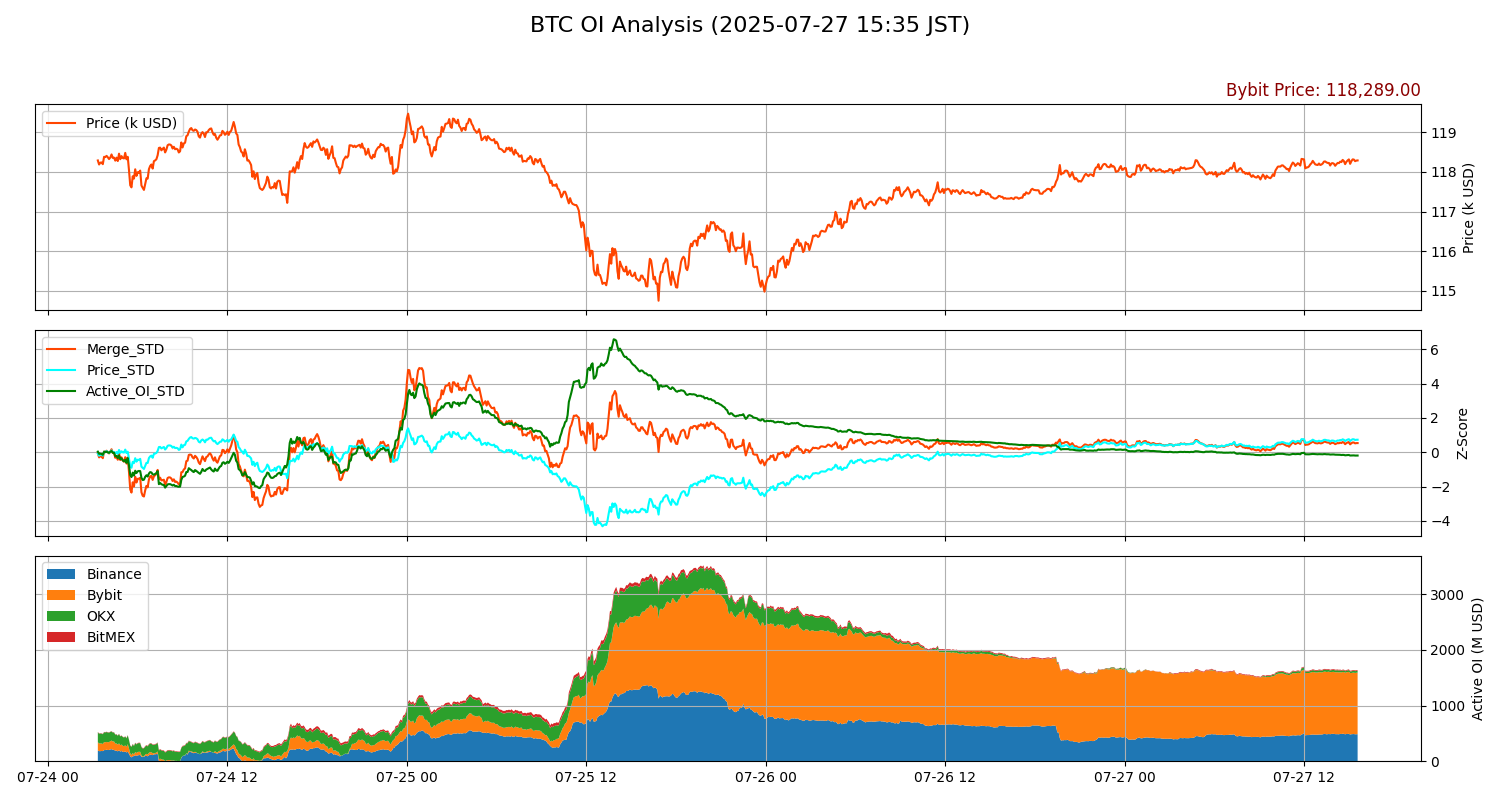 BTC OI Analysis (2025-07-27 15:35 JST)
Bybit Price: 118,289.00
Price (k USD)
119
118
117
116
115
Price (k USD)
Merge_STD
Price_STD
Active_OI_STD
6
4
2
0
−2
−4
Z-Score
Binance
Bybit
OKX
BitMEX
3000
2000
1000
0
Active OI (M USD)
07-24 00
07-24 12
07-25 00
07-25 12
07-26 00
07-26 12
07-27 00
07-27 12